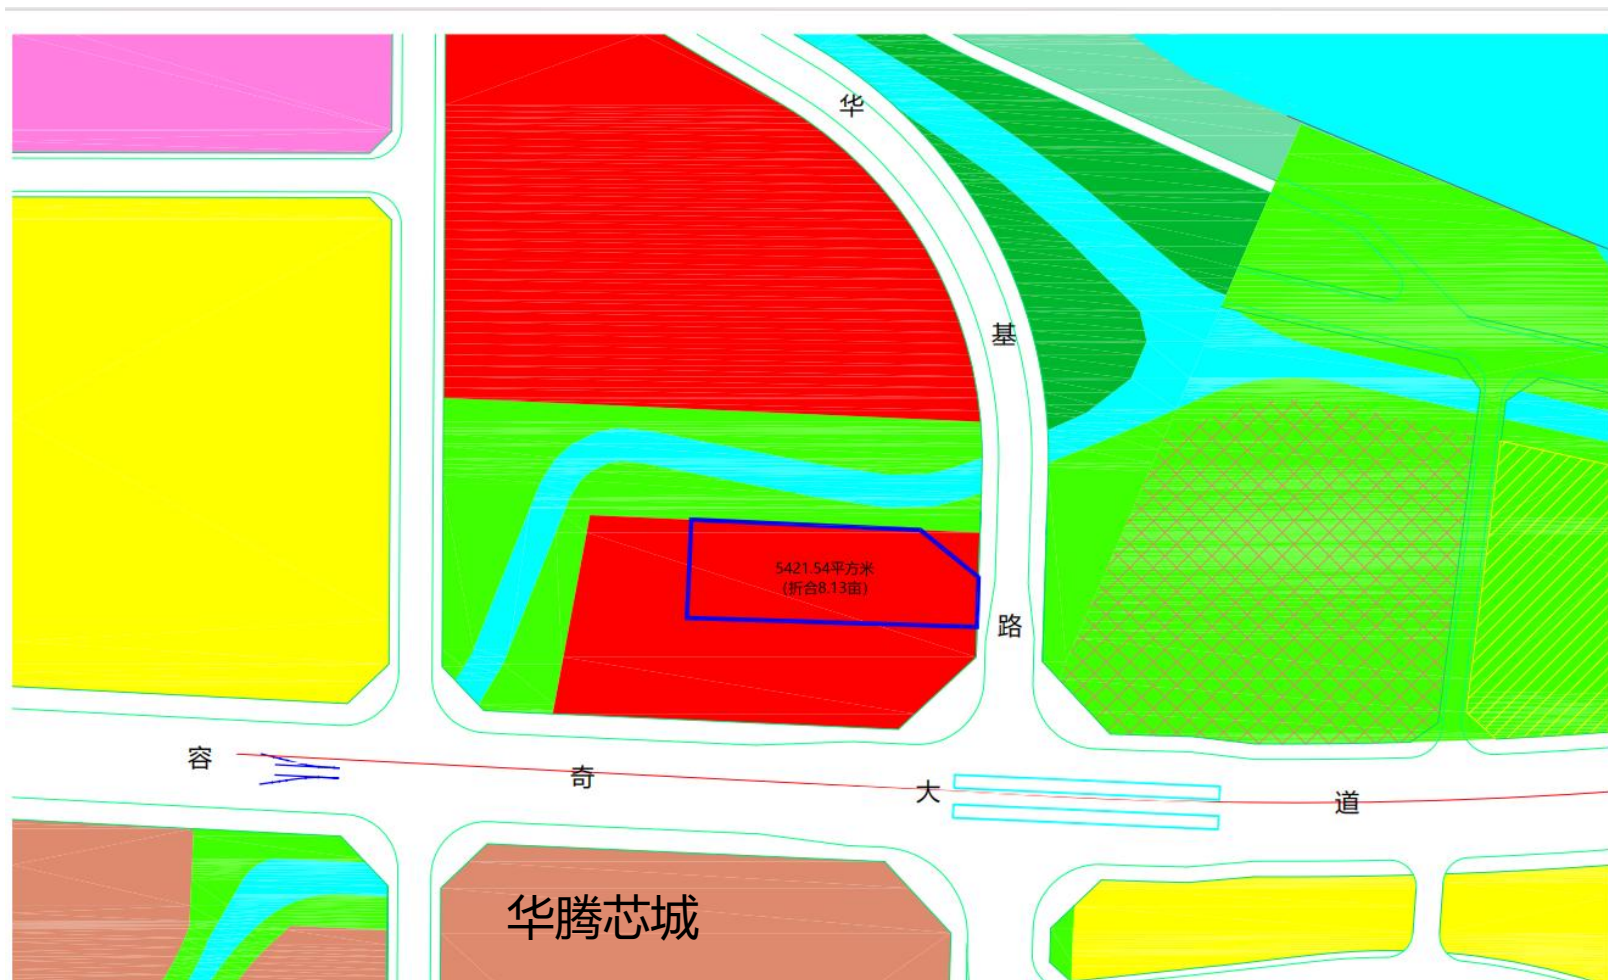 华
基
路
5421.54平方米
(折合8.13亩)
容
奇
大
道
华腾芯城